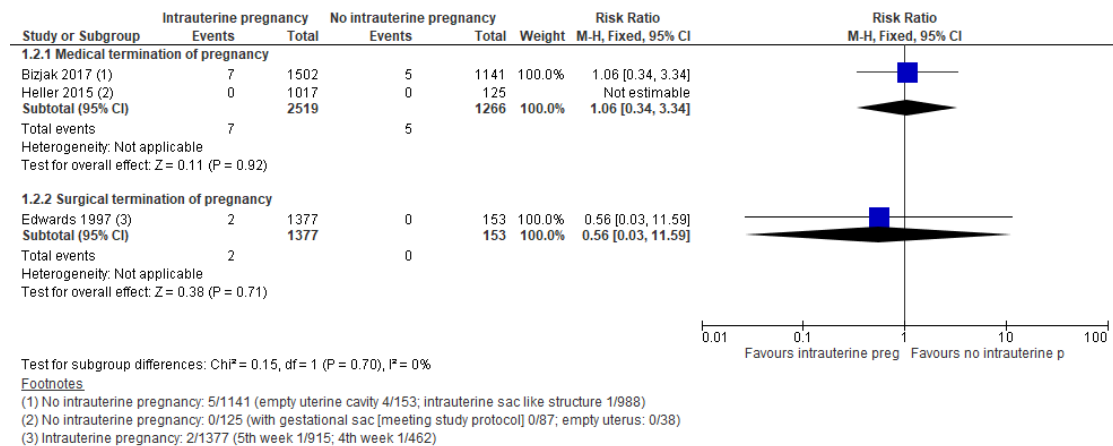 Intrauterine pregnancy No intrauterine pregnancy Risk Ratio Risk Ratio
Study or Subgroup Events Total Events Total Weight M-H, Fixed, 95% CI M-H, Fixed, 95% CI
1.2.1 Medical termination of pregnancy
Bizjak 2017 (1) 7 1502 5 1141 100.0% 1.06 [0.34, 3.34]
Heller 2015 (2) 0 1017 0 125 Not estimable
Subtotal (95% CI) 2519 1266 100.0% 1.06 [0.34, 3.34]
Total events 7 5
Heterogeneity: Not applicable
Test for overall effect: Z = 0.11 (P = 0.92)
1.2.2 Surgical termination of pregnancy
Edwards 1997 (3) 2 1377 0 153 100.0% 0.56 [0.03, 11.59]
Subtotal (95% CI) 1377 153 100.0% 0.56 [0.03, 11.59]
Total events 2 0
Heterogeneity: Not applicable
Test for overall effect: Z = 0.38 (P = 0.71)
0.01 0.1 1 10 100
Favours intrauterine preg Favours no intrauterine p
Test for subgroup differences: Chi² = 0.15, df = 1 (P = 0.70), I² = 0%
Footnotes
(1) No intrauterine pregnancy: 5/1141 (empty uterine cavity 4/153; intrauterine sac like structure 1/988)
(2) No intrauterine pregnancy: 0/125 (with gestational sac [meeting study protocol] 0/87; empty uterus: 0/38)
(3) Intrauterine pregnancy: 2/1377 (5th week 1/915; 4th week 1/462)